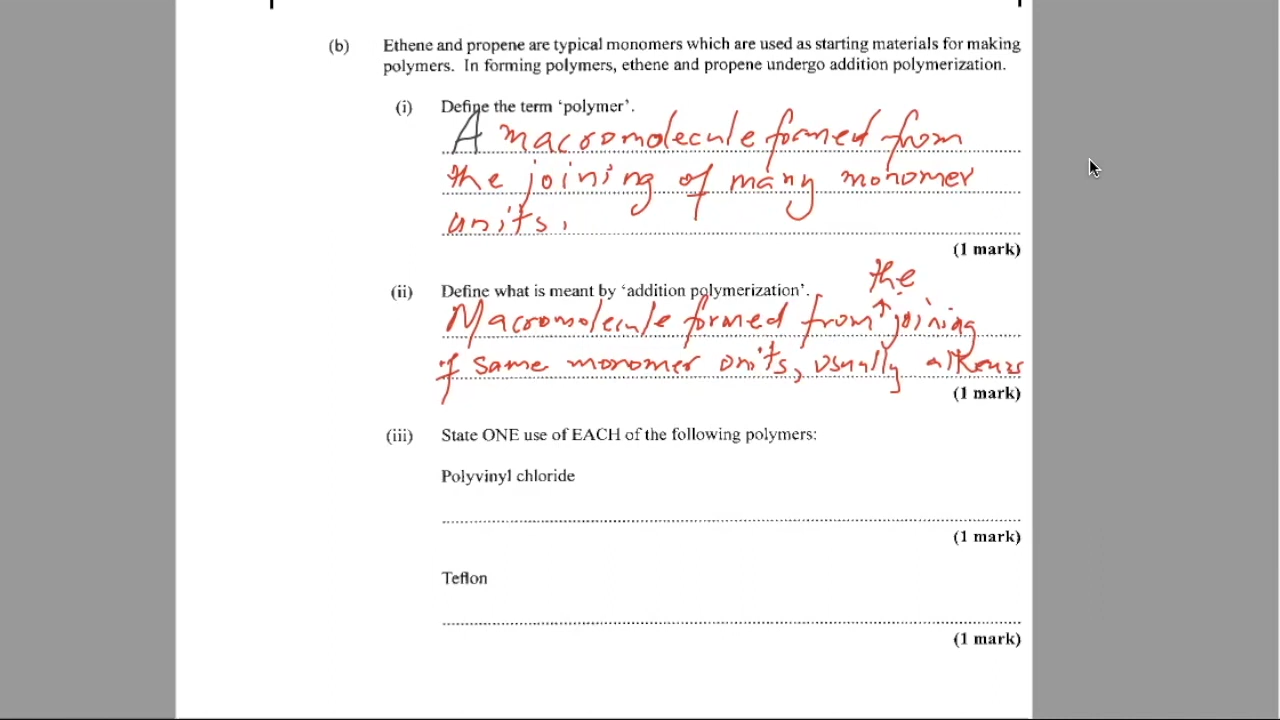 (b) Ethene and propene are typical monomers which are used as starting materials for making
polymers. In forming polymers, ethene and propene undergo addition polymerization.
(i) Define the term ‘polymer’.
A macromolecule formed from
the joining of many monomer
units.
(1 mark)
(ii) Define what is meant by ‘addition polymerization’.
the
Macromolecule formed from ↑ joining
of same monomer units, usually alkenes
(1 mark)
(iii) State ONE use of EACH of the following polymers:
Polyvinyl chloride
(1 mark)
Teflon
(1 mark)